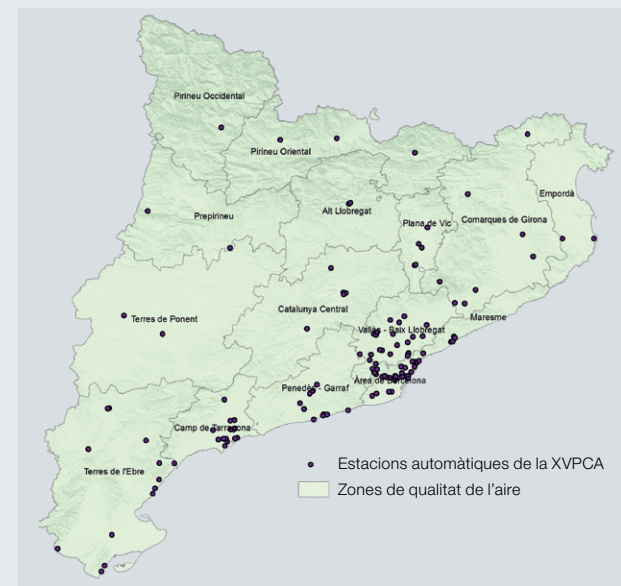 Pirineu Occidental
Pirineu Oriental
Empordà
Prepirineu
Alt Llobregat
Plana de Vic
Comarques de Girona
Catalunya Central
Terres de Ponent
Maresme
Vallès - Baix Llobregat
Àrea de Barcelona
Penedès - Garraf
Camp de Tarragona
Terres de l'Ebre
Estacions automàtiques de la XVPCA
Zones de qualitat de l'aire